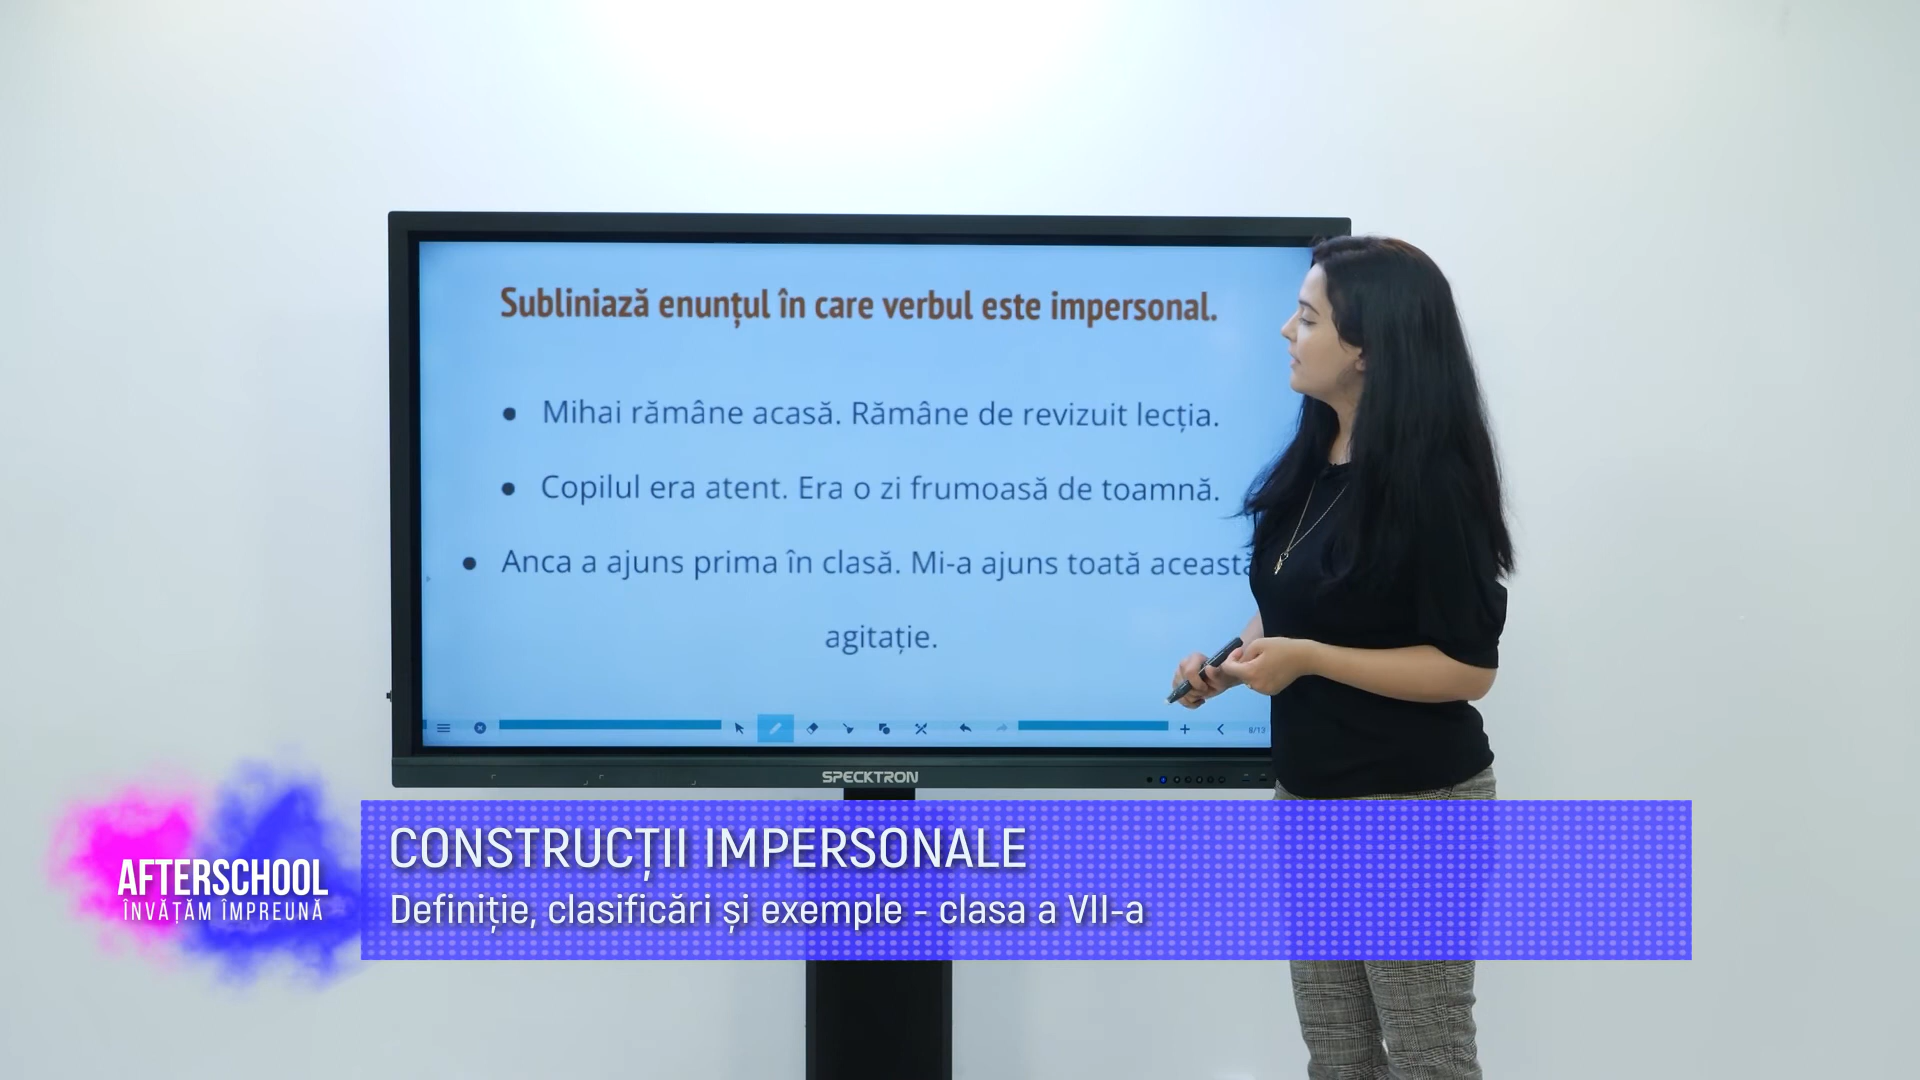 Subliniază enunțul în care verbul este impersonal.
● Mihai rămâne acasă. Rămâne de revizuit lecția.
● Copilul era atent. Era o zi frumoasă de toamnă.
● Anca a ajuns prima în clasă. Mi-a ajuns toată această
agitație.
8/13
SPECKTRON
AFTERSCHOOL
ÎNVĂȚĂM ÎMPREUNĂ
CONSTRUCȚII IMPERSONALE
Definiție, clasificări și exemple - clasa a VII-a